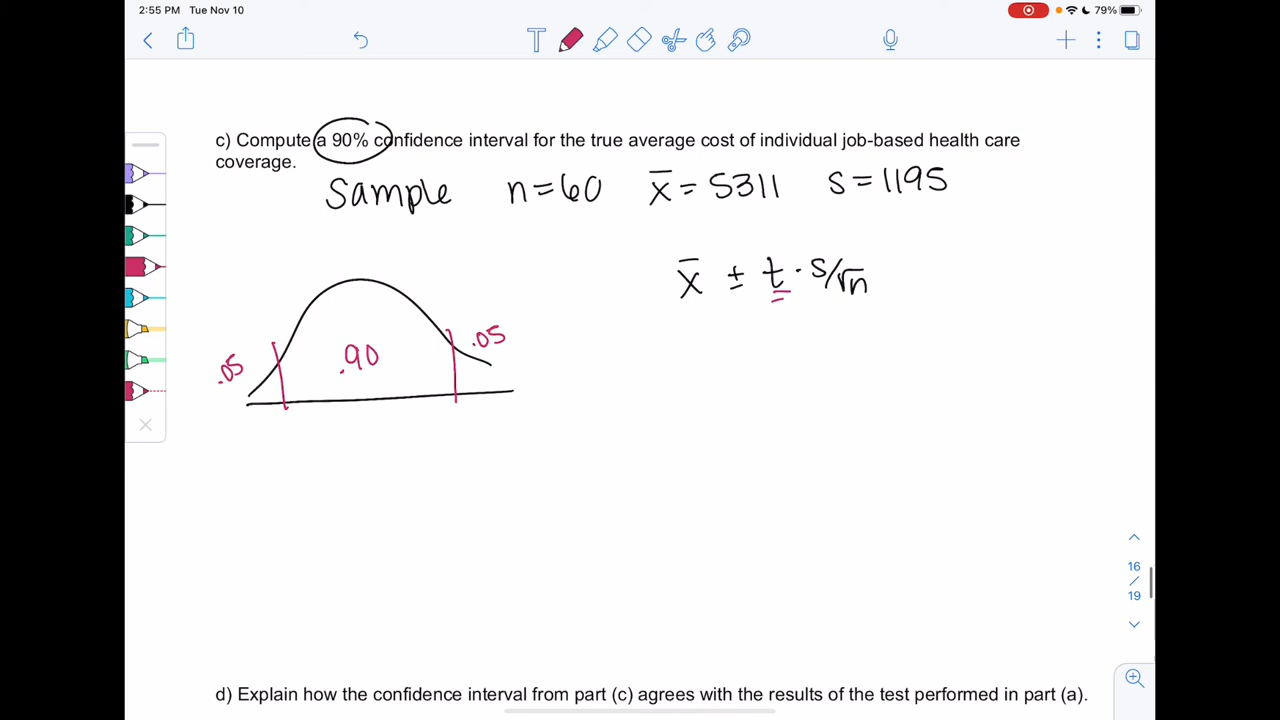 2:55 PM Tue Nov 10
79%
T
c) Compute a 90% confidence interval for the true average cost of individual job-based health care
coverage.
Sample n=60 x̄ = 5311 s=1195
x̄ ± t · s/√n
.05 .90 .05
16
/
19
d) Explain how the confidence interval from part (c) agrees with the results of the test performed in part (a).